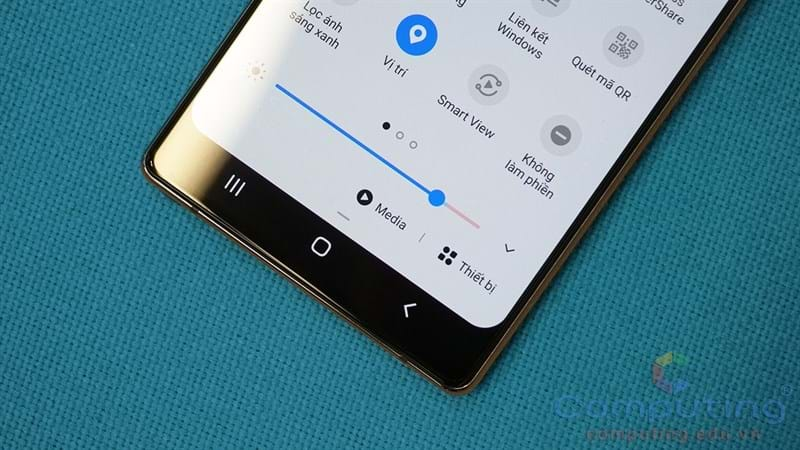 Lọc ánh
sáng xanh
Liên kết
Windows
Vị trí
Quét mã QR
Smart View
Không
làm phiền
Media
Thiết bị
Computing®
computing.edu.vn